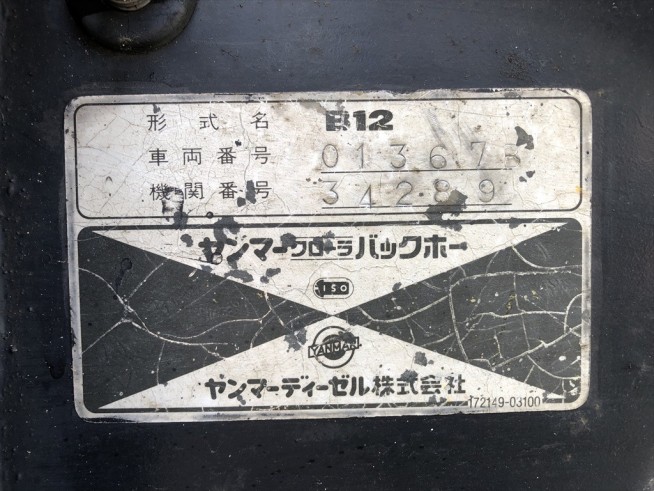 形式名 B12
車両番号 01367B
機関番号 34289
ヤンマークローラバックホー
ISO
YANMAR
ヤンマーディーゼル株式会社
172149-03100